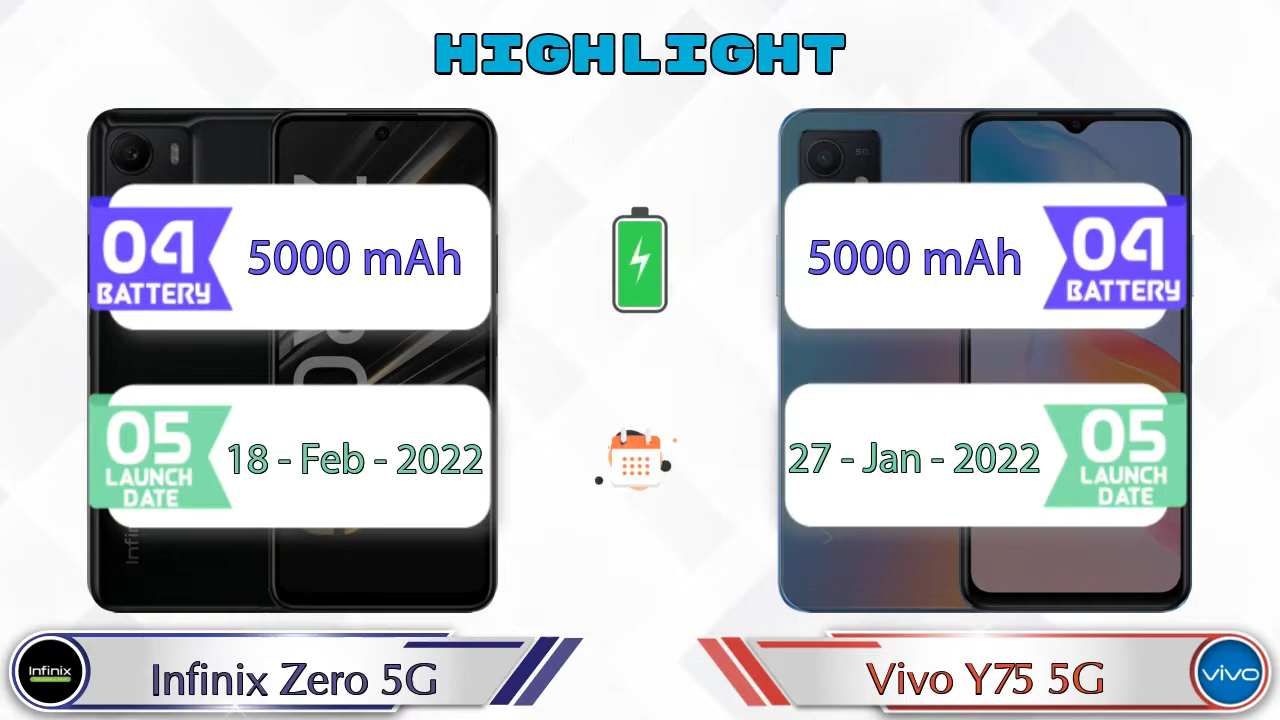 HIGHLIGHT
04
BATTERY
5000 mAh
5000 mAh
04
BATTERY
05
LAUNCH
DATE
18 - Feb - 2022
27 - Jan - 2022
05
LAUNCH
DATE
5G
Infinix
Infinix Zero 5G
Vivo Y75 5G
vivo